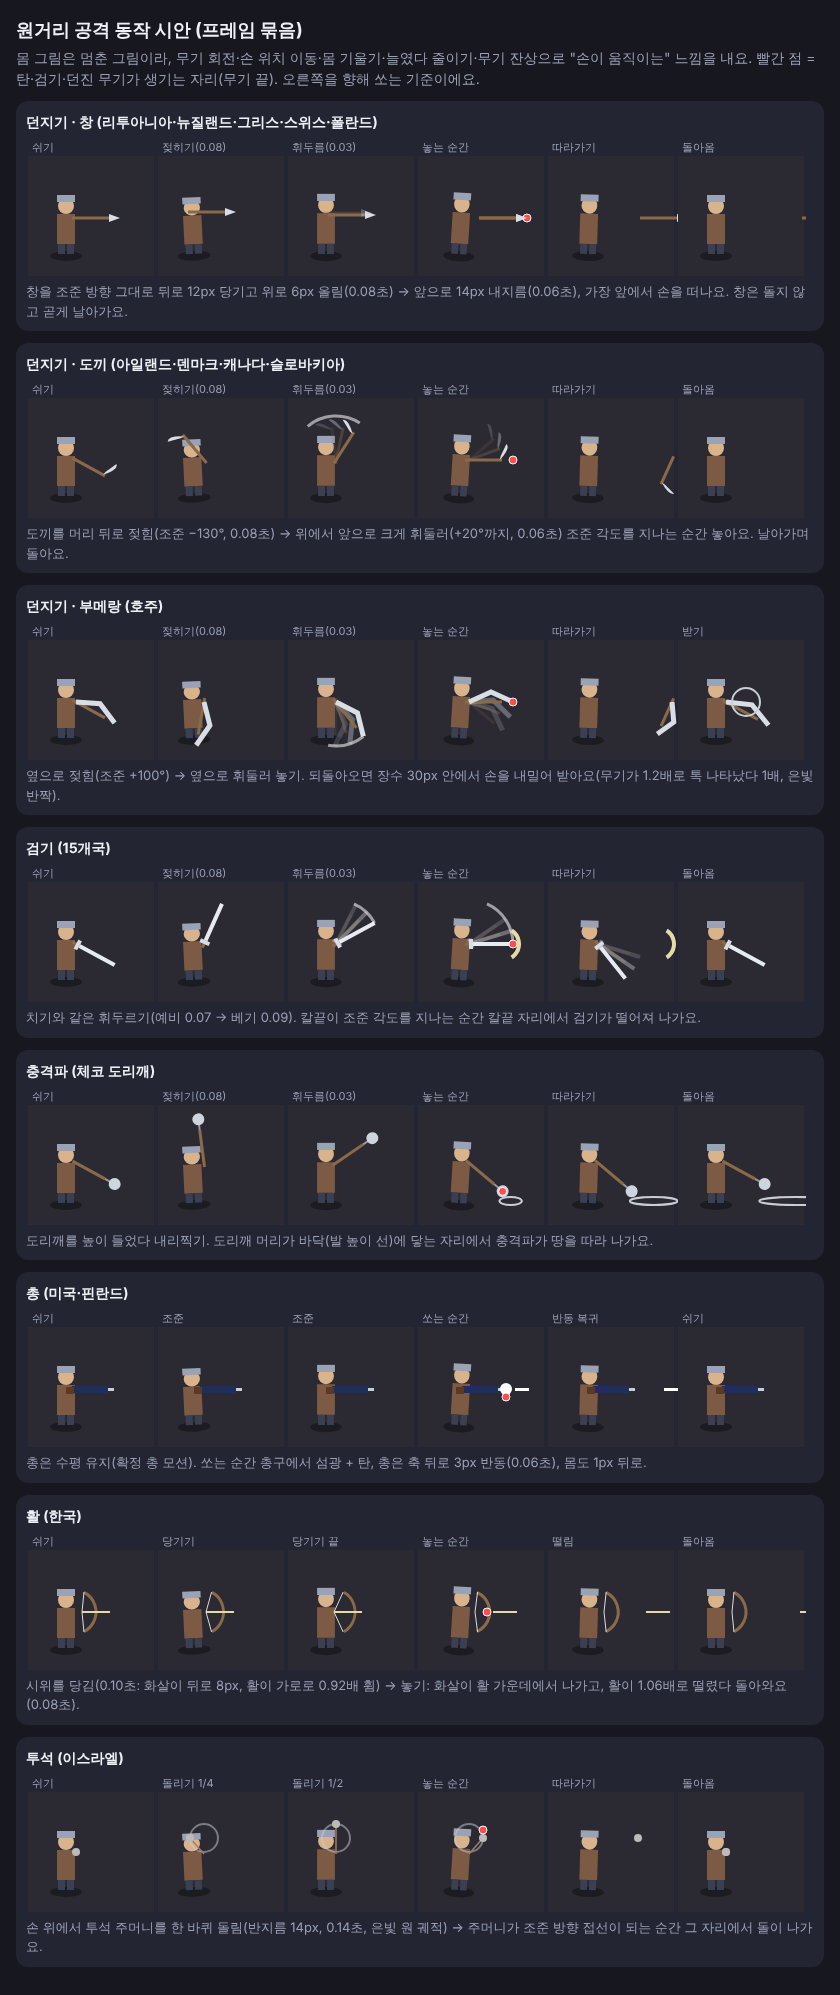 원거리 공격 동작 시안 (프레임 묶음)
몸 그림은 멈춘 그림이라, 무기 회전·손 위치 이동·몸 기울기·늘였다 줄이기·무기 잔상으로 "손이 움직이는" 느낌을 내요. 빨간 점 =
탄·검기·던진 무기가 생기는 자리(무기 끝). 오른쪽을 향해 쏘는 기준이에요.
던지기 · 창 (리투아니아·뉴질랜드·그리스·스위스·폴란드)
쉬기 젖히기(0.08) 휘두름(0.03) 놓는 순간 따라가기 돌아옴
창을 조준 방향 그대로 뒤로 12px 당기고 위로 6px 올림(0.08초) → 앞으로 14px 내지름(0.06초), 가장 앞에서 손을 떠나요. 창은 돌지 않
고 곧게 날아가요.
던지기 · 도끼 (아일랜드·덴마크·캐나다·슬로바키아)
쉬기 젖히기(0.08) 휘두름(0.03) 놓는 순간 따라가기 돌아옴
도끼를 머리 뒤로 젖힘(조준 −130°, 0.08초) → 위에서 앞으로 크게 휘둘러(+20°까지, 0.06초) 조준 각도를 지나는 순간 놓아요. 날아가며
돌아요.
던지기 · 부메랑 (호주)
쉬기 젖히기(0.08) 휘두름(0.03) 놓는 순간 따라가기 받기
옆으로 젖힘(조준 +100°) → 옆으로 휘둘러 놓기. 되돌아오면 장수 30px 안에서 손을 내밀어 받아요(무기가 1.2배로 톡 나타났다 1배, 은빛
반짝).
검기 (15개국)
쉬기 젖히기(0.08) 휘두름(0.03) 놓는 순간 따라가기 돌아옴
치기와 같은 휘두르기(예비 0.07 → 베기 0.09). 칼끝이 조준 각도를 지나는 순간 칼끝 자리에서 검기가 떨어져 나가요.
충격파 (체코 도리깨)
쉬기 젖히기(0.08) 휘두름(0.03) 놓는 순간 따라가기 돌아옴
도리깨를 높이 들었다 내리찍기. 도리깨 머리가 바닥(발 높이 선)에 닿는 자리에서 충격파가 땅을 따라 나가요.
총 (미국·핀란드)
쉬기 조준 조준 쏘는 순간 반동 복귀 쉬기
총은 수평 유지(확정 총 모션). 쏘는 순간 총구에서 섬광 + 탄, 총은 축 뒤로 3px 반동(0.06초), 몸도 1px 뒤로.
활 (한국)
쉬기 당기기 당기기 끝 놓는 순간 떨림 돌아옴
시위를 당김(0.10초: 화살이 뒤로 8px, 활이 가로로 0.92배 휨) → 놓기: 화살이 활 가운데에서 나가고, 활이 1.06배로 떨렸다 돌아와요
(0.08초).
투석 (이스라엘)
쉬기 돌리기 1/4 돌리기 1/2 놓는 순간 따라가기 돌아옴
손 위에서 투석 주머니를 한 바퀴 돌림(반지름 14px, 0.14초, 은빛 원 궤적) → 주머니가 조준 방향 접선이 되는 순간 그 자리에서 돌이 나가
요.